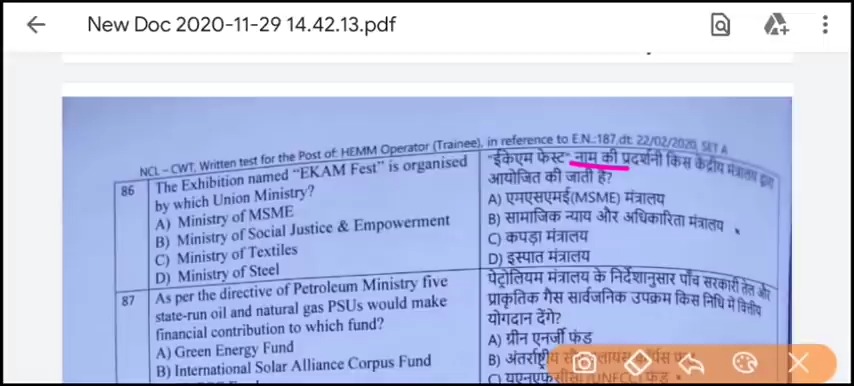 New Doc 2020-11-29 14.42.13.pdf
NCL – CWT, Written test for the Post of: HEMM Operator (Trainee), in reference to E.N.:187,dt: 22/02/2020, SET A
86
The Exhibition named "EKAM Fest" is organised
by which Union Ministry?
A) Ministry of MSME
B) Ministry of Social Justice & Empowerment
C) Ministry of Textiles
D) Ministry of Steel
"ईकेएम फेस्ट" नाम की प्रदर्शनी किस केंद्रीय मंत्रालय द्वारा
आयोजित की जाती है?
A) एमएसएमई(MSME) मंत्रालय
B) सामाजिक न्याय और अधिकारिता मंत्रालय
C) कपड़ा मंत्रालय
D) इस्पात मंत्रालय
87
As per the directive of Petroleum Ministry five
state-run oil and natural gas PSUs would make
financial contribution to which fund?
A) Green Energy Fund
B) International Solar Alliance Corpus Fund
पेट्रोलियम मंत्रालय के निर्देशानुसार पाँच सरकारी तेल और
प्राकृतिक गैस सार्वजनिक उपक्रम किस निधि में वित्तीय
योगदान देंगे?
A) ग्रीन एनर्जी फंड
B) अंतर्राष्ट्रीय